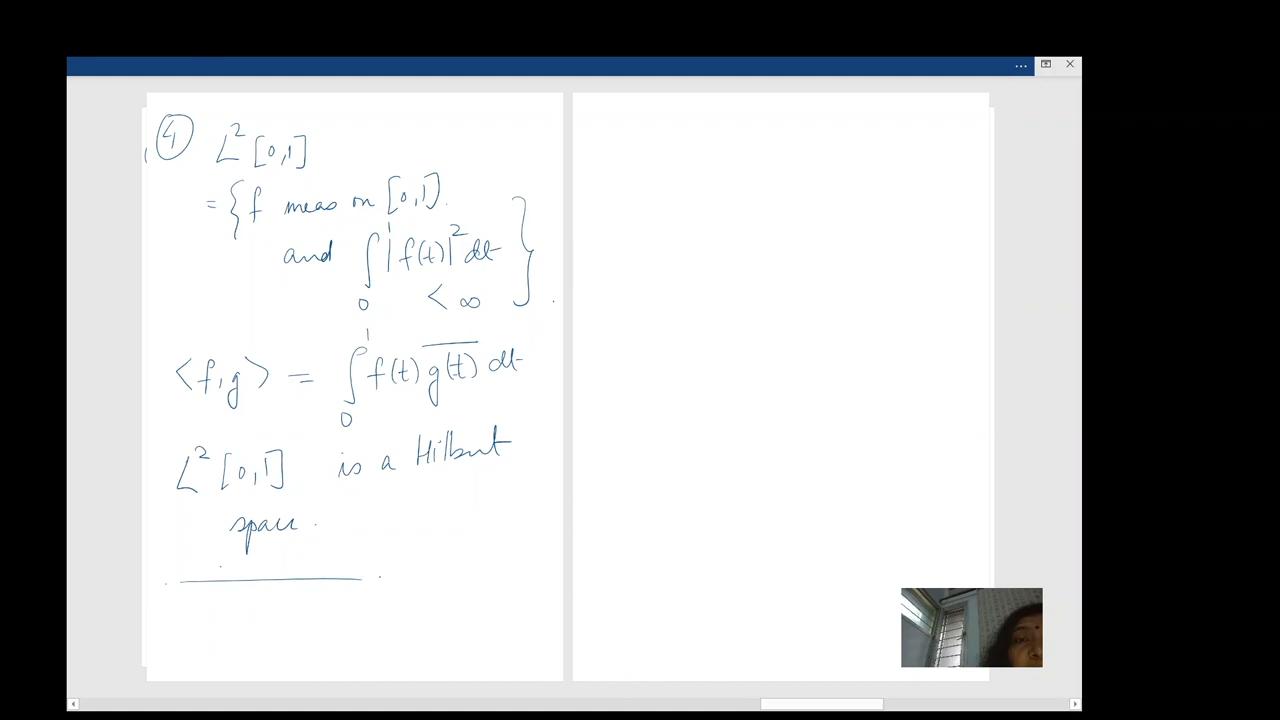 ④ L² [0,1]
= { f meas on [0,1].
and ∫₀¹ |f(t)|² dt
< ∞ }.
<f,g> = ∫₀¹ f(t) \overline{g(t)} dt
L² [0,1] is a Hilbert
space.